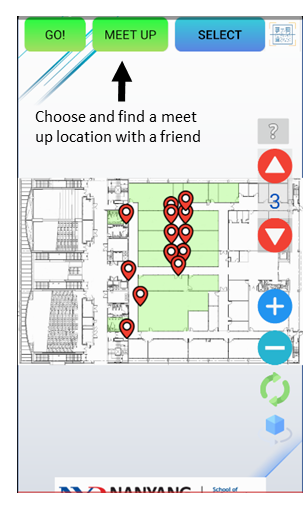 GO!
MEET UP
SELECT
Choose and find a meet
up location with a friend
?
3
NANYANG
School of